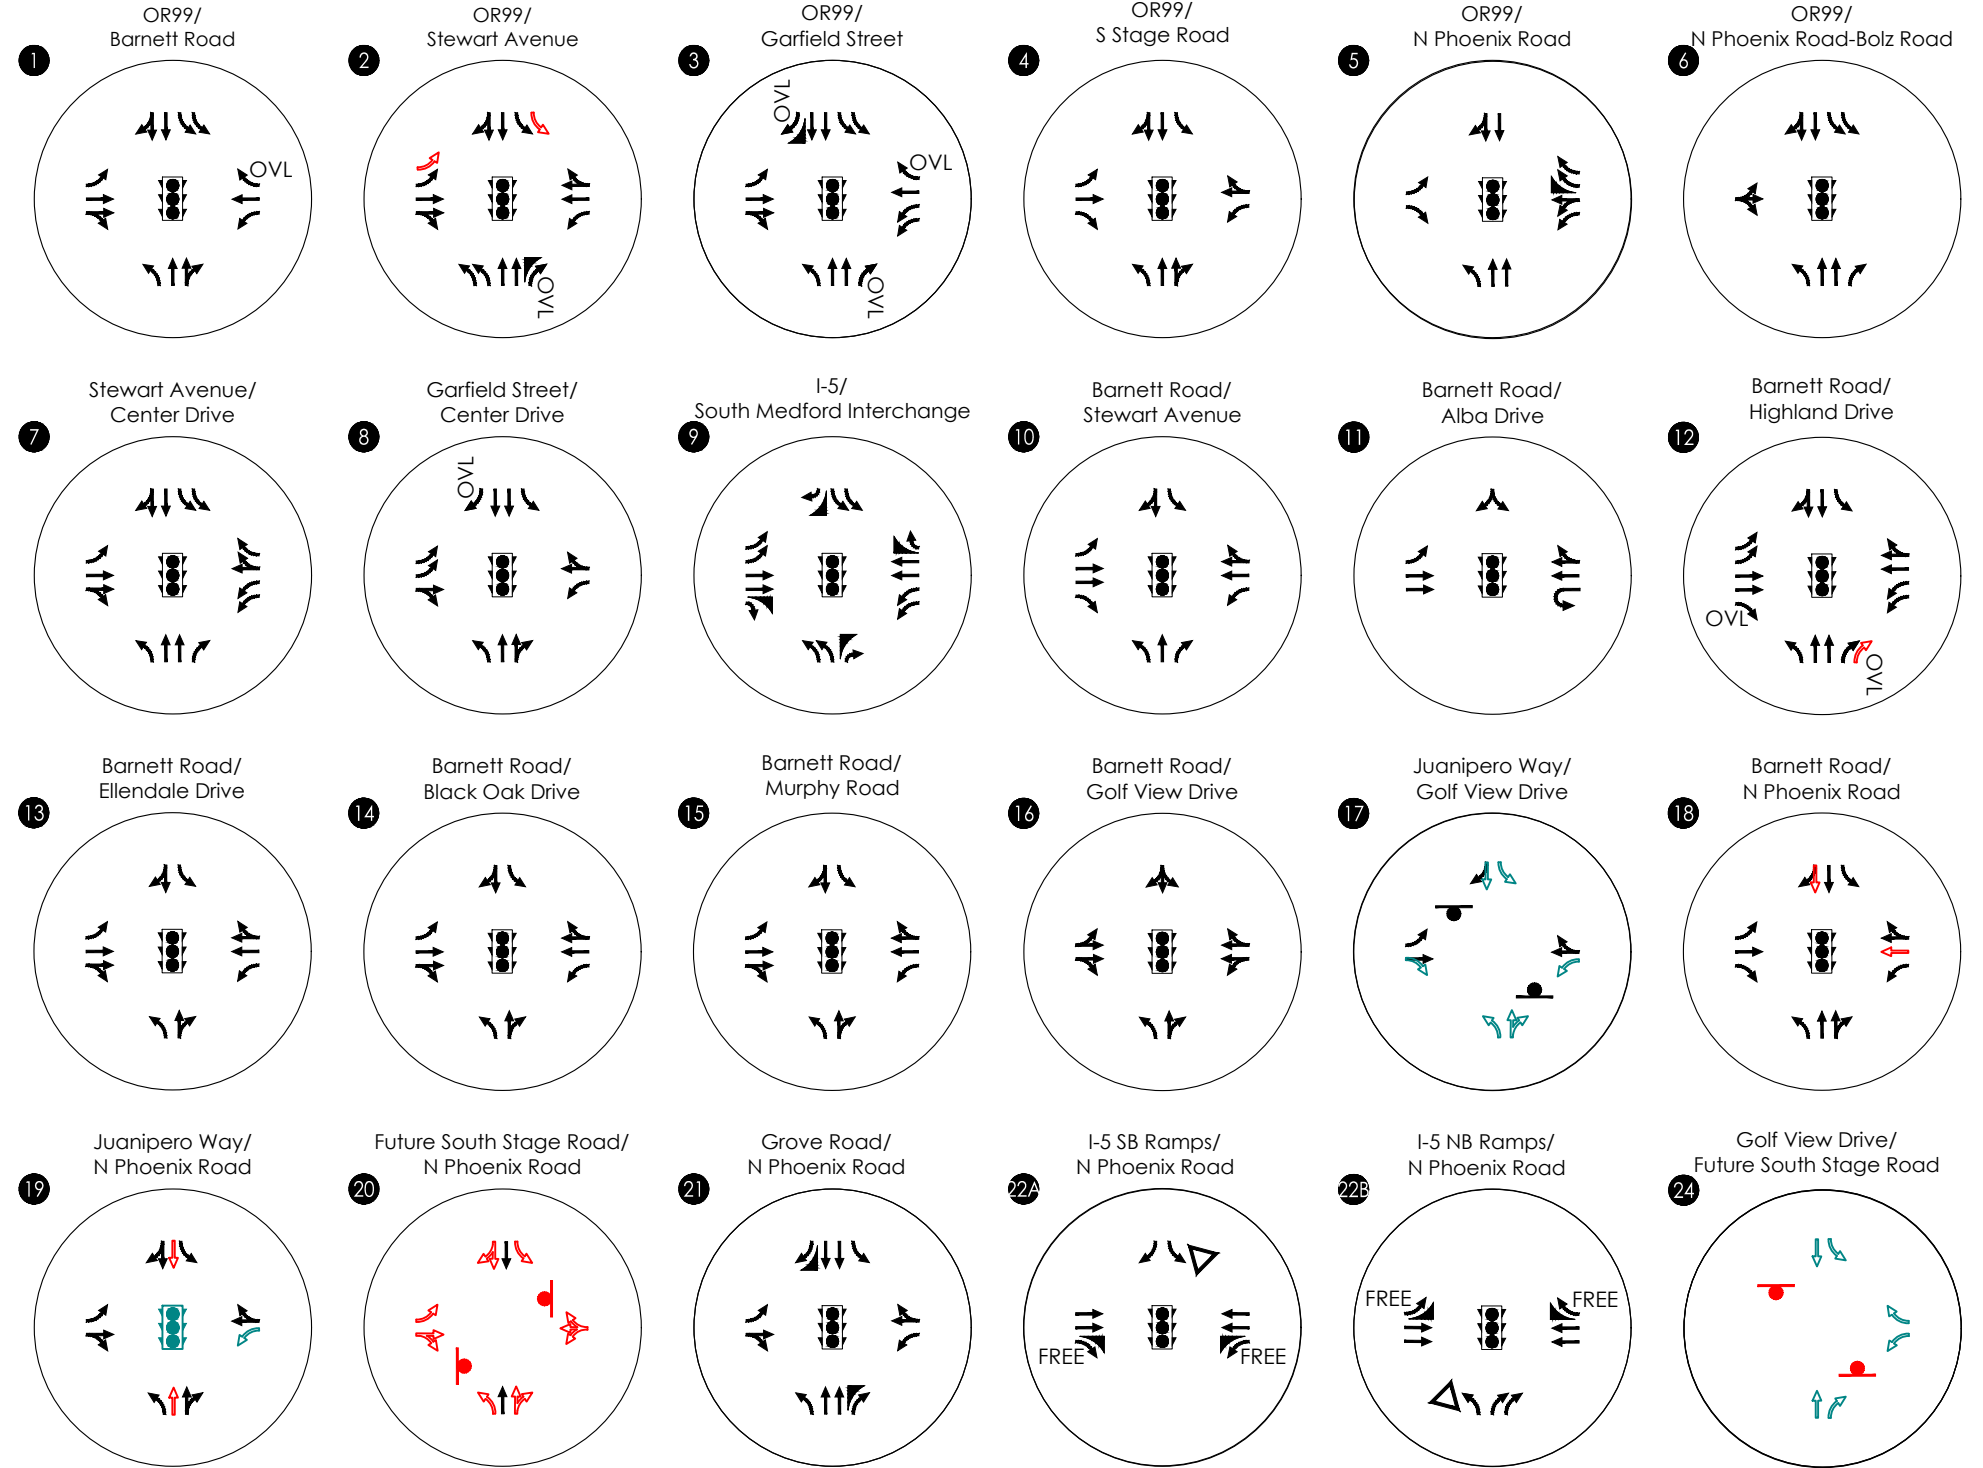 OR99/
Barnett Road
1
OVL
OR99/
Stewart Avenue
2
OVL
OR99/
Garfield Street
3
OVL
OVL
OVL
OR99/
S Stage Road
4
OR99/
N Phoenix Road
5
OR99/
N Phoenix Road-Bolz Road
6
Stewart Avenue/
Center Drive
7
Garfield Street/
Center Drive
8
OVL
I-5/
South Medford Interchange
9
Barnett Road/
Stewart Avenue
10
Barnett Road/
Alba Drive
11
Barnett Road/
Highland Drive
12
OVL
OVL
Barnett Road/
Ellendale Drive
13
Barnett Road/
Black Oak Drive
14
Barnett Road/
Murphy Road
15
Barnett Road/
Golf View Drive
16
Juanipero Way/
Golf View Drive
17
Barnett Road/
N Phoenix Road
18
Juanipero Way/
N Phoenix Road
19
Future South Stage Road/
N Phoenix Road
20
Grove Road/
N Phoenix Road
21
I-5 SB Ramps/
N Phoenix Road
22A
FREE
FREE
I-5 NB Ramps/
N Phoenix Road
22B
FREE
FREE
Golf View Drive/
Future South Stage Road
24